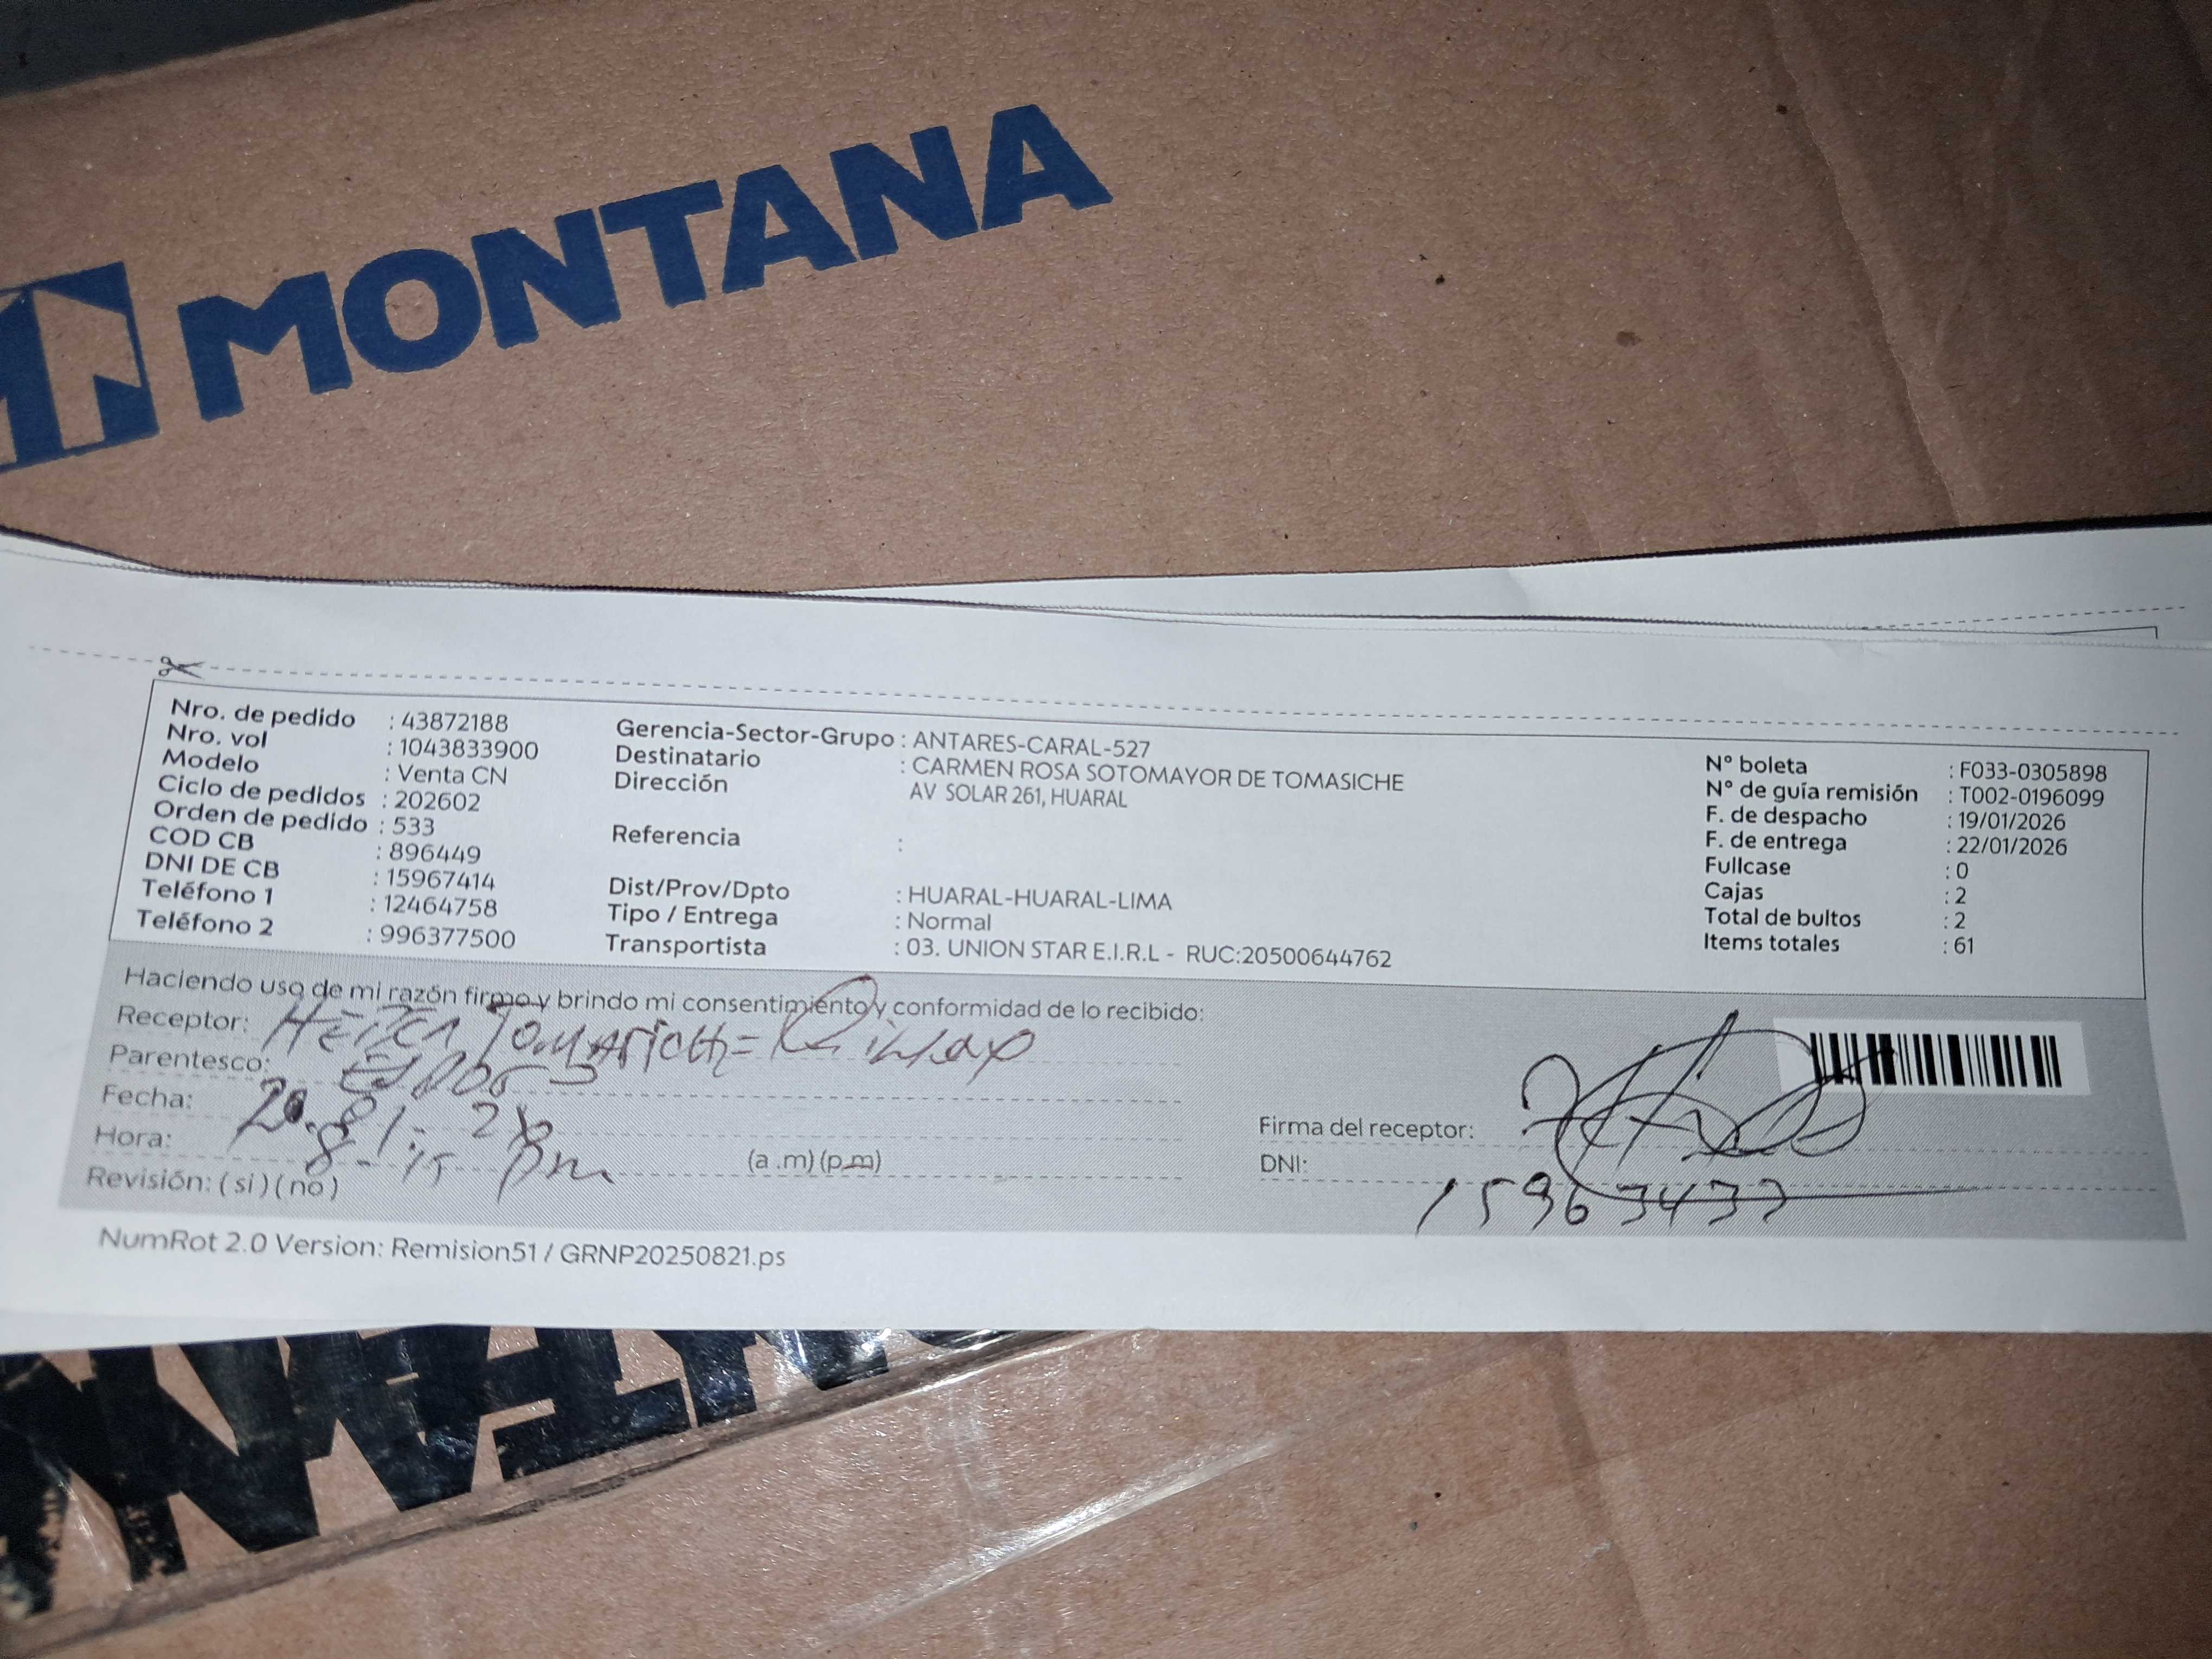 MONTANA
Nro. de pedido : 43872188
Nro. vol : 1043833900
Modelo : Venta CN
Ciclo de pedidos : 202602
Orden de pedido : 533
COD CB : 896449
DNI DE CB : 15967414
Teléfono 1 : 12464758
Teléfono 2 : 996377500
Gerencia-Sector-Grupo : ANTARES-CARAL-527
Destinatario : CARMEN ROSA SOTOMAYOR DE TOMASICHE
Dirección AV SOLAR 261, HUARAL
Referencia :
Dist/Prov/Dpto : HUARAL-HUARAL-LIMA
Tipo / Entrega : Normal
Transportista : 03. UNION STAR E.I.R.L - RUC:20500644762
N° boleta : F033-0305898
N° de guía remisión : T002-0196099
F. de despacho : 19/01/2026
F. de entrega : 22/01/2026
Fullcase : 0
Cajas : 2
Total de bultos : 2
Items totales : 61
Haciendo uso de mi razón firmo y brindo mi consentimiento y conformidad de lo recibido:
Receptor:
Parentesco:
Fecha:
Hora: 8-15 pm (a .m) (p.m)
Revisión: ( si ) ( no )
Firma del receptor:
DNI: 15963433
NumRot 2.0 Version: Remision51 / GRNP20250821.ps